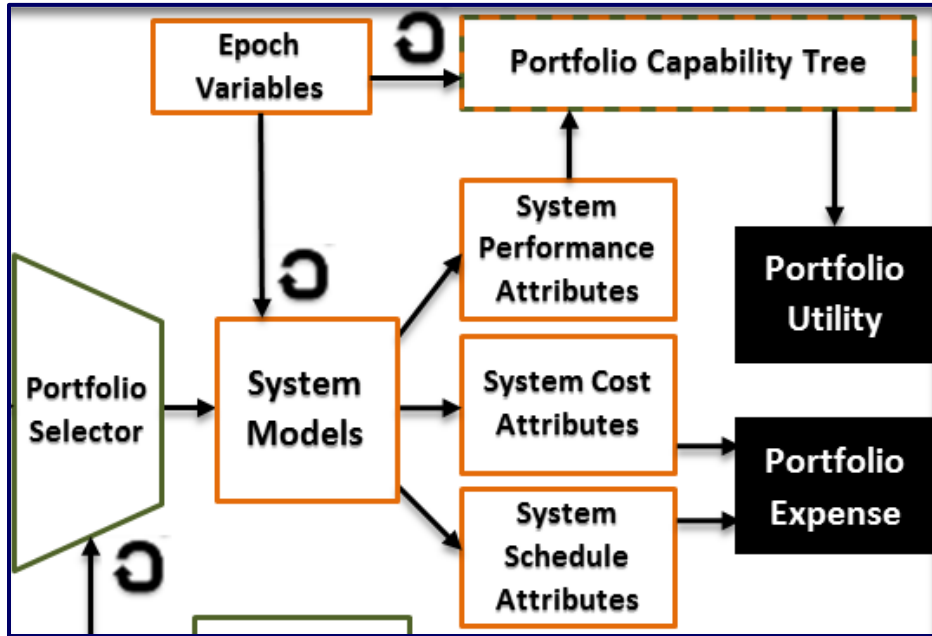 Epoch
Variables
Portfolio Capability Tree
System
Performance
Attributes
Portfolio
Utility
Portfolio
Selector
System
Models
System Cost
Attributes
Portfolio
Expense
System
Schedule
Attributes